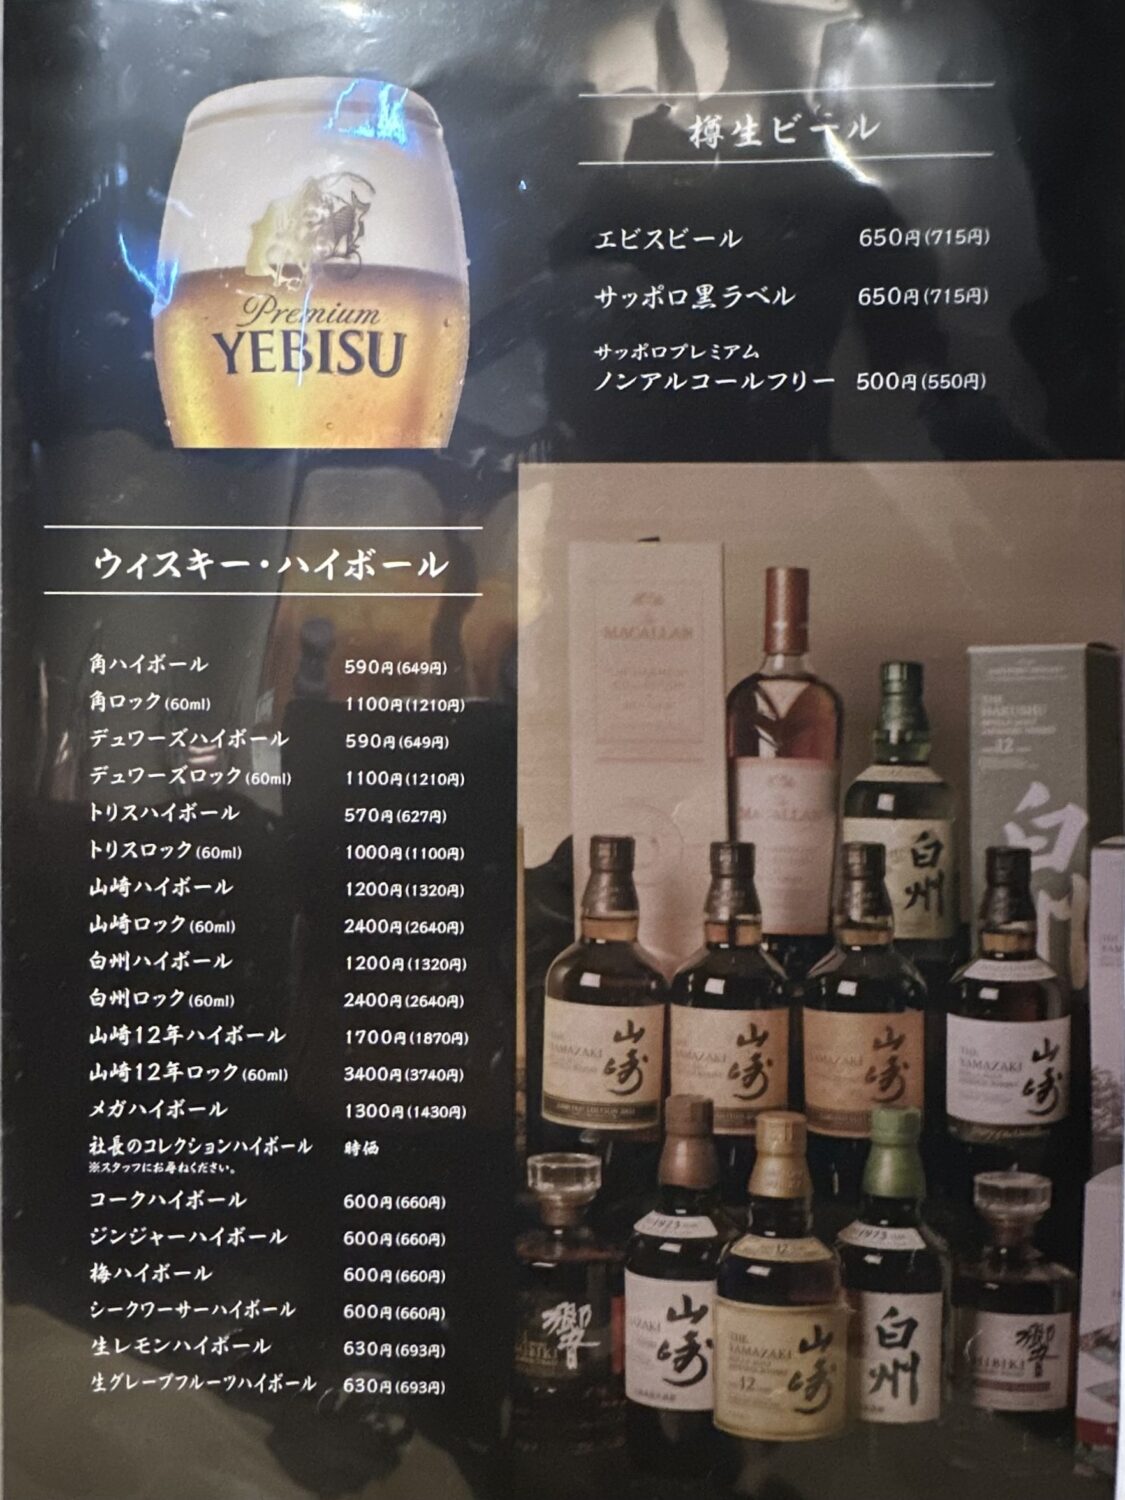 Premium
YEBISU
樽生ビール
エビスビール 650円(715円)
サッポロ黒ラベル 650円(715円)
サッポロプレミアム
ノンアルコールフリー 500円(550円)
ウィスキー・ハイボール
角ハイボール 590円(649円)
角ロック(60ml) 1100円(1210円)
デュワーズハイボール 590円(649円)
デュワーズロック(60ml) 1100円(1210円)
トリスハイボール 570円(627円)
トリスロック(60ml) 1000円(1100円)
山崎ハイボール 1200円(1320円)
山崎ロック(60ml) 2400円(2640円)
白州ハイボール 1200円(1320円)
白州ロック(60ml) 2400円(2640円)
山崎12年ハイボール 1700円(1870円)
山崎12年ロック(60ml) 3400円(3740円)
メガハイボール 1300円(1430円)
社長のコレクションハイボール 時価
※スタッフにお尋ねください。
コークハイボール 600円(660円)
ジンジャーハイボール 600円(660円)
梅ハイボール 600円(660円)
シークワーサーハイボール 600円(660円)
生レモンハイボール 630円(693円)
生グレープフルーツハイボール 630円(693円)
MACALLAN
MACALLAN
白州
THE
HAKUSHU
12
白州
THE
YAMAZAKI
山崎
YAMAZAKI
山崎
YAMAZAKI
山崎
THE
YAMAZAKI
山崎
響
HIBIKI
1973
山崎
12
THE
YAMAZAKI
12
山崎
1973
白州
響
HIBIKI